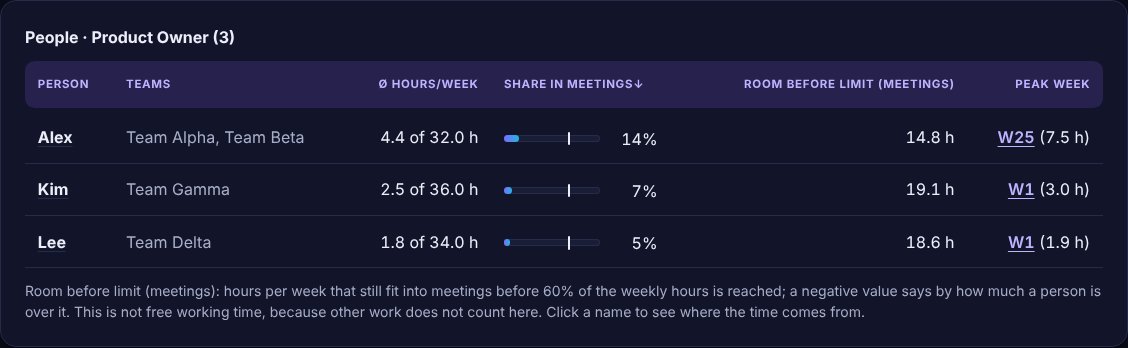 People · Product Owner (3)
PERSON TEAMS Ø HOURS/WEEK SHARE IN MEETINGS↓ ROOM BEFORE LIMIT (MEETINGS) PEAK WEEK
Alex Team Alpha, Team Beta 4.4 of 32.0 h 14% 14.8 h W25 (7.5 h)
Kim Team Gamma 2.5 of 36.0 h 7% 19.1 h W1 (3.0 h)
Lee Team Delta 1.8 of 34.0 h 5% 18.6 h W1 (1.9 h)
Room before limit (meetings): hours per week that still fit into meetings before 60% of the weekly hours is reached; a negative value says by how much a person is
over it. This is not free working time, because other work does not count here. Click a name to see where the time comes from.